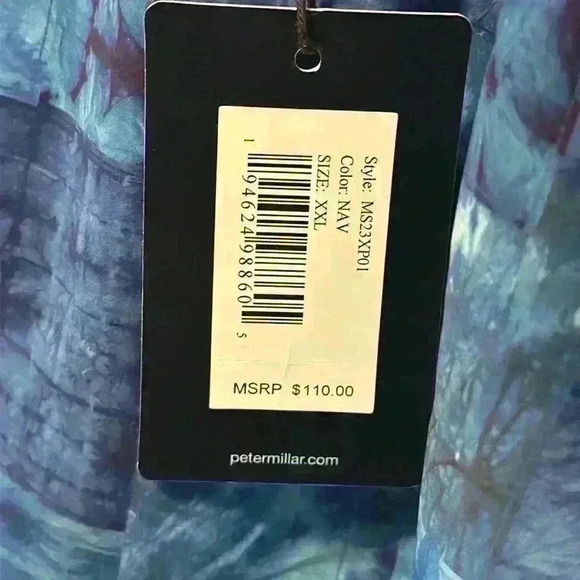 Style: MS23XP01
Color: NAV
SIZE: XXL
1 94624 98860 5
MSRP $110.00
petermillar.com